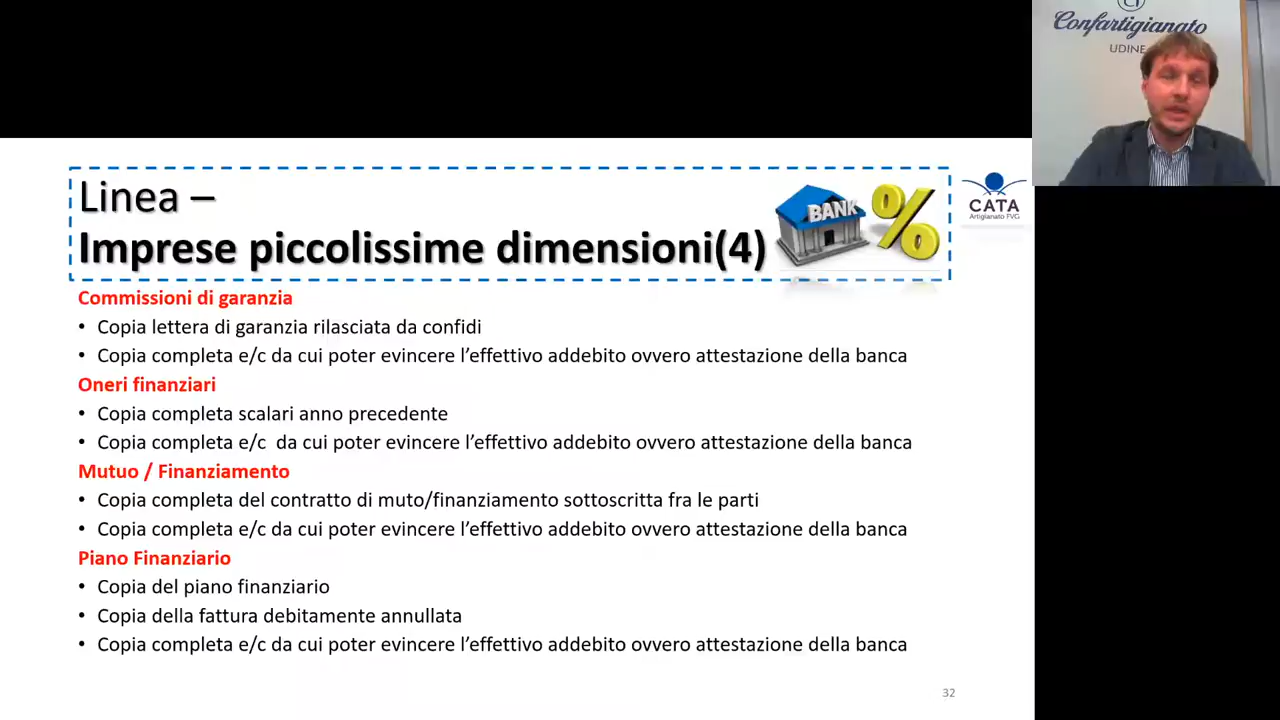 Confartigianato
UDINE
Linea –
Imprese piccolissime dimensioni(4)
BANK %
CATA
Artigianato FVG
Commissioni di garanzia
• Copia lettera di garanzia rilasciata da confidi
• Copia completa e/c da cui poter evincere l’effettivo addebito ovvero attestazione della banca
Oneri finanziari
• Copia completa scalari anno precedente
• Copia completa e/c da cui poter evincere l’effettivo addebito ovvero attestazione della banca
Mutuo / Finanziamento
• Copia completa del contratto di muto/finanziamento sottoscritta fra le parti
• Copia completa e/c da cui poter evincere l’effettivo addebito ovvero attestazione della banca
Piano Finanziario
• Copia del piano finanziario
• Copia della fattura debitamente annullata
• Copia completa e/c da cui poter evincere l’effettivo addebito ovvero attestazione della banca
32